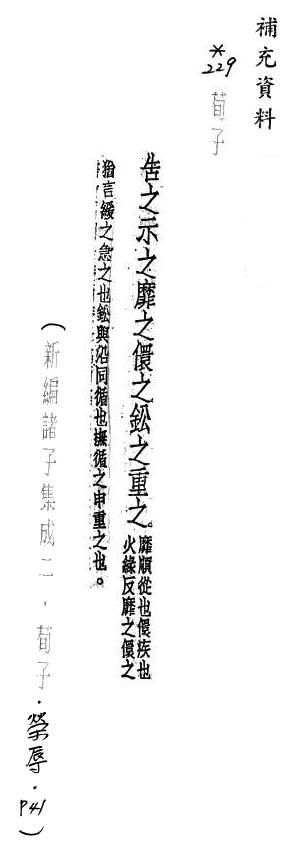 補充資料
*229 荀子
告之示之靡之儇之鈆之重之。靡順從也儇疾也
火緣反靡之儇之
猶言緩之急之也鈆與沿同循也撫循之申重之也。
(新編諸子集成二．荀子．榮辱．P41)